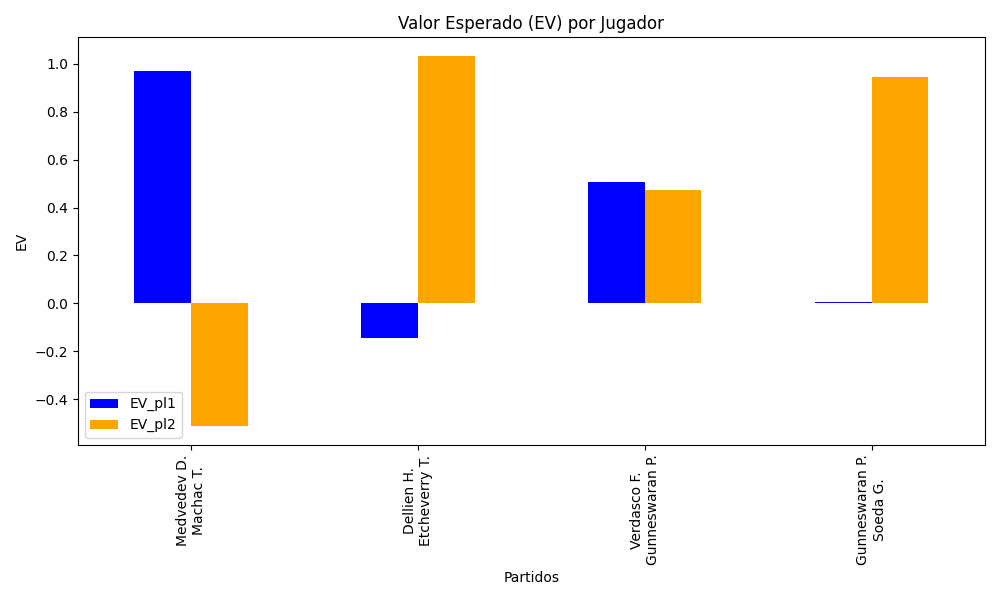 Valor Esperado (EV) por Jugador
EV
1.0
0.8
0.6
0.4
0.2
0.0
−0.2
−0.4
EV_pl1
EV_pl2
Medvedev D.
Machac T.
Dellien H.
Etcheverry T.
Verdasco F.
Gunneswaran P.
Gunneswaran P.
Soeda G.
Partidos